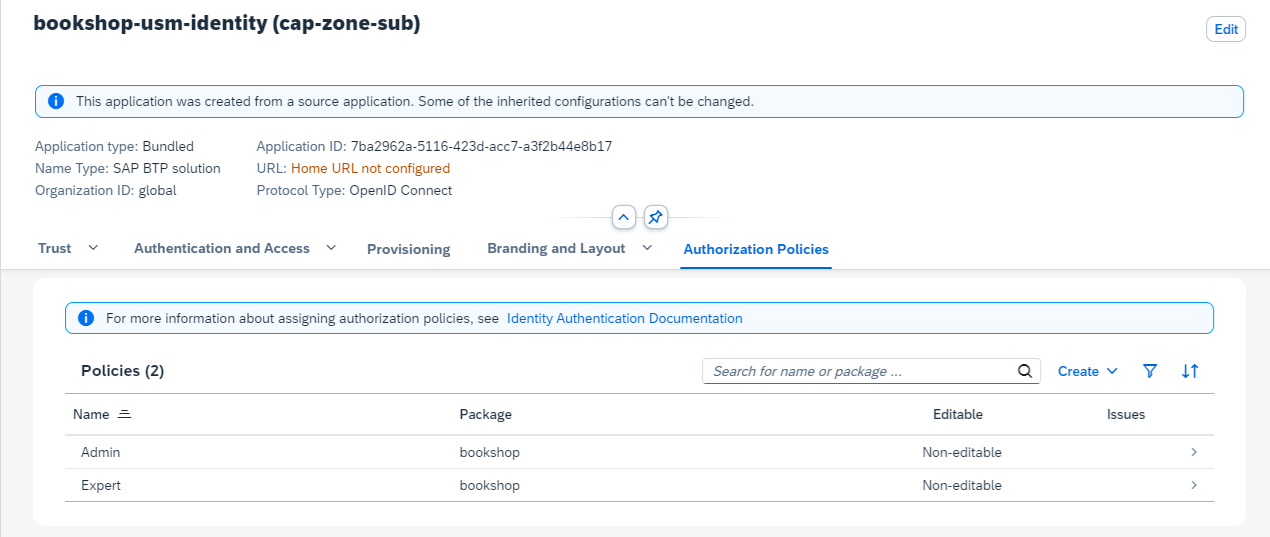 bookshop-usm-identity (cap-zone-sub)
Edit
This application was created from a source application. Some of the inherited configurations can't be changed.
Application type: Bundled
Application ID: 7ba2962a-5116-423d-acc7-a3f2b44e8b17
Name Type: SAP BTP solution
URL: Home URL not configured
Organization ID: global
Protocol Type: OpenID Connect
Trust Authentication and Access Provisioning Branding and Layout Authorization Policies
For more information about assigning authorization policies, see Identity Authentication Documentation
Policies (2)
Search for name or package ...
Create
Name Package Editable Issues
Admin bookshop Non-editable
Expert bookshop Non-editable